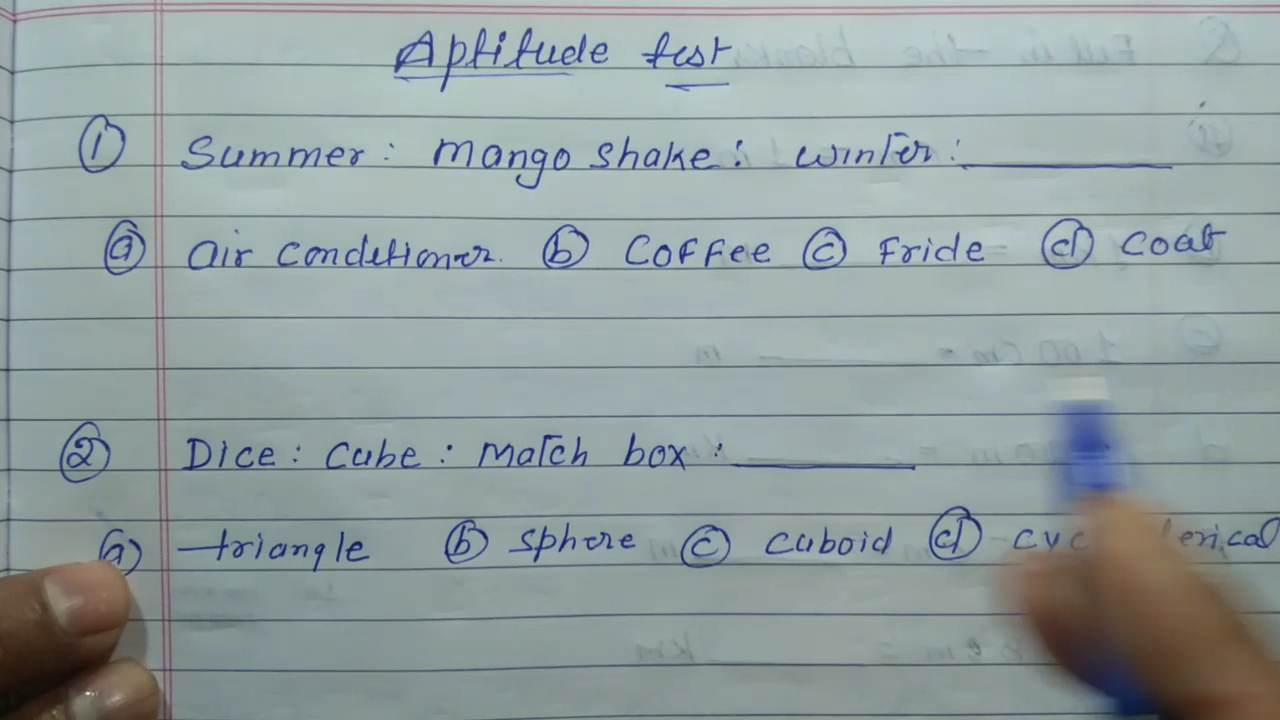 Aptitude test
① Summer: Mango shake: winter: ______
ⓐ air condetioner. ⓑ coffee ⓒ Fride ⓓ coat
② Dice: Cube: Match box: ______
ⓐ triangle ⓑ sphere ⓒ cuboid ⓓ